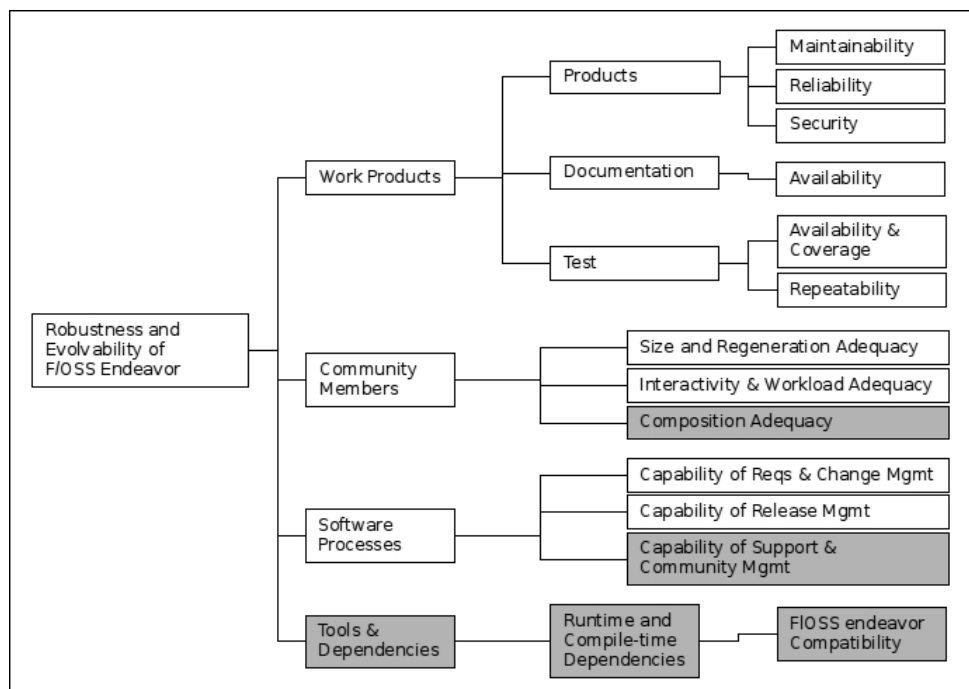 Maintainability
Products
Reliability
Security
Work Products
Documentation
Availability
Availability &
Coverage
Test
Repeatability
Robustness and
Evolvability of
F/OSS Endeavor
Size and Regeneration Adequacy
Community
Members
Interactivity & Workload Adequacy
Composition Adequacy
Capability of Reqs & Change Mgmt
Software
Processes
Capability of Release Mgmt
Capability of Support &
Community Mgmt
Tools &
Dependencies
Runtime and
Compile-time
Dependencies
FlOSS endeavor
Compatibility